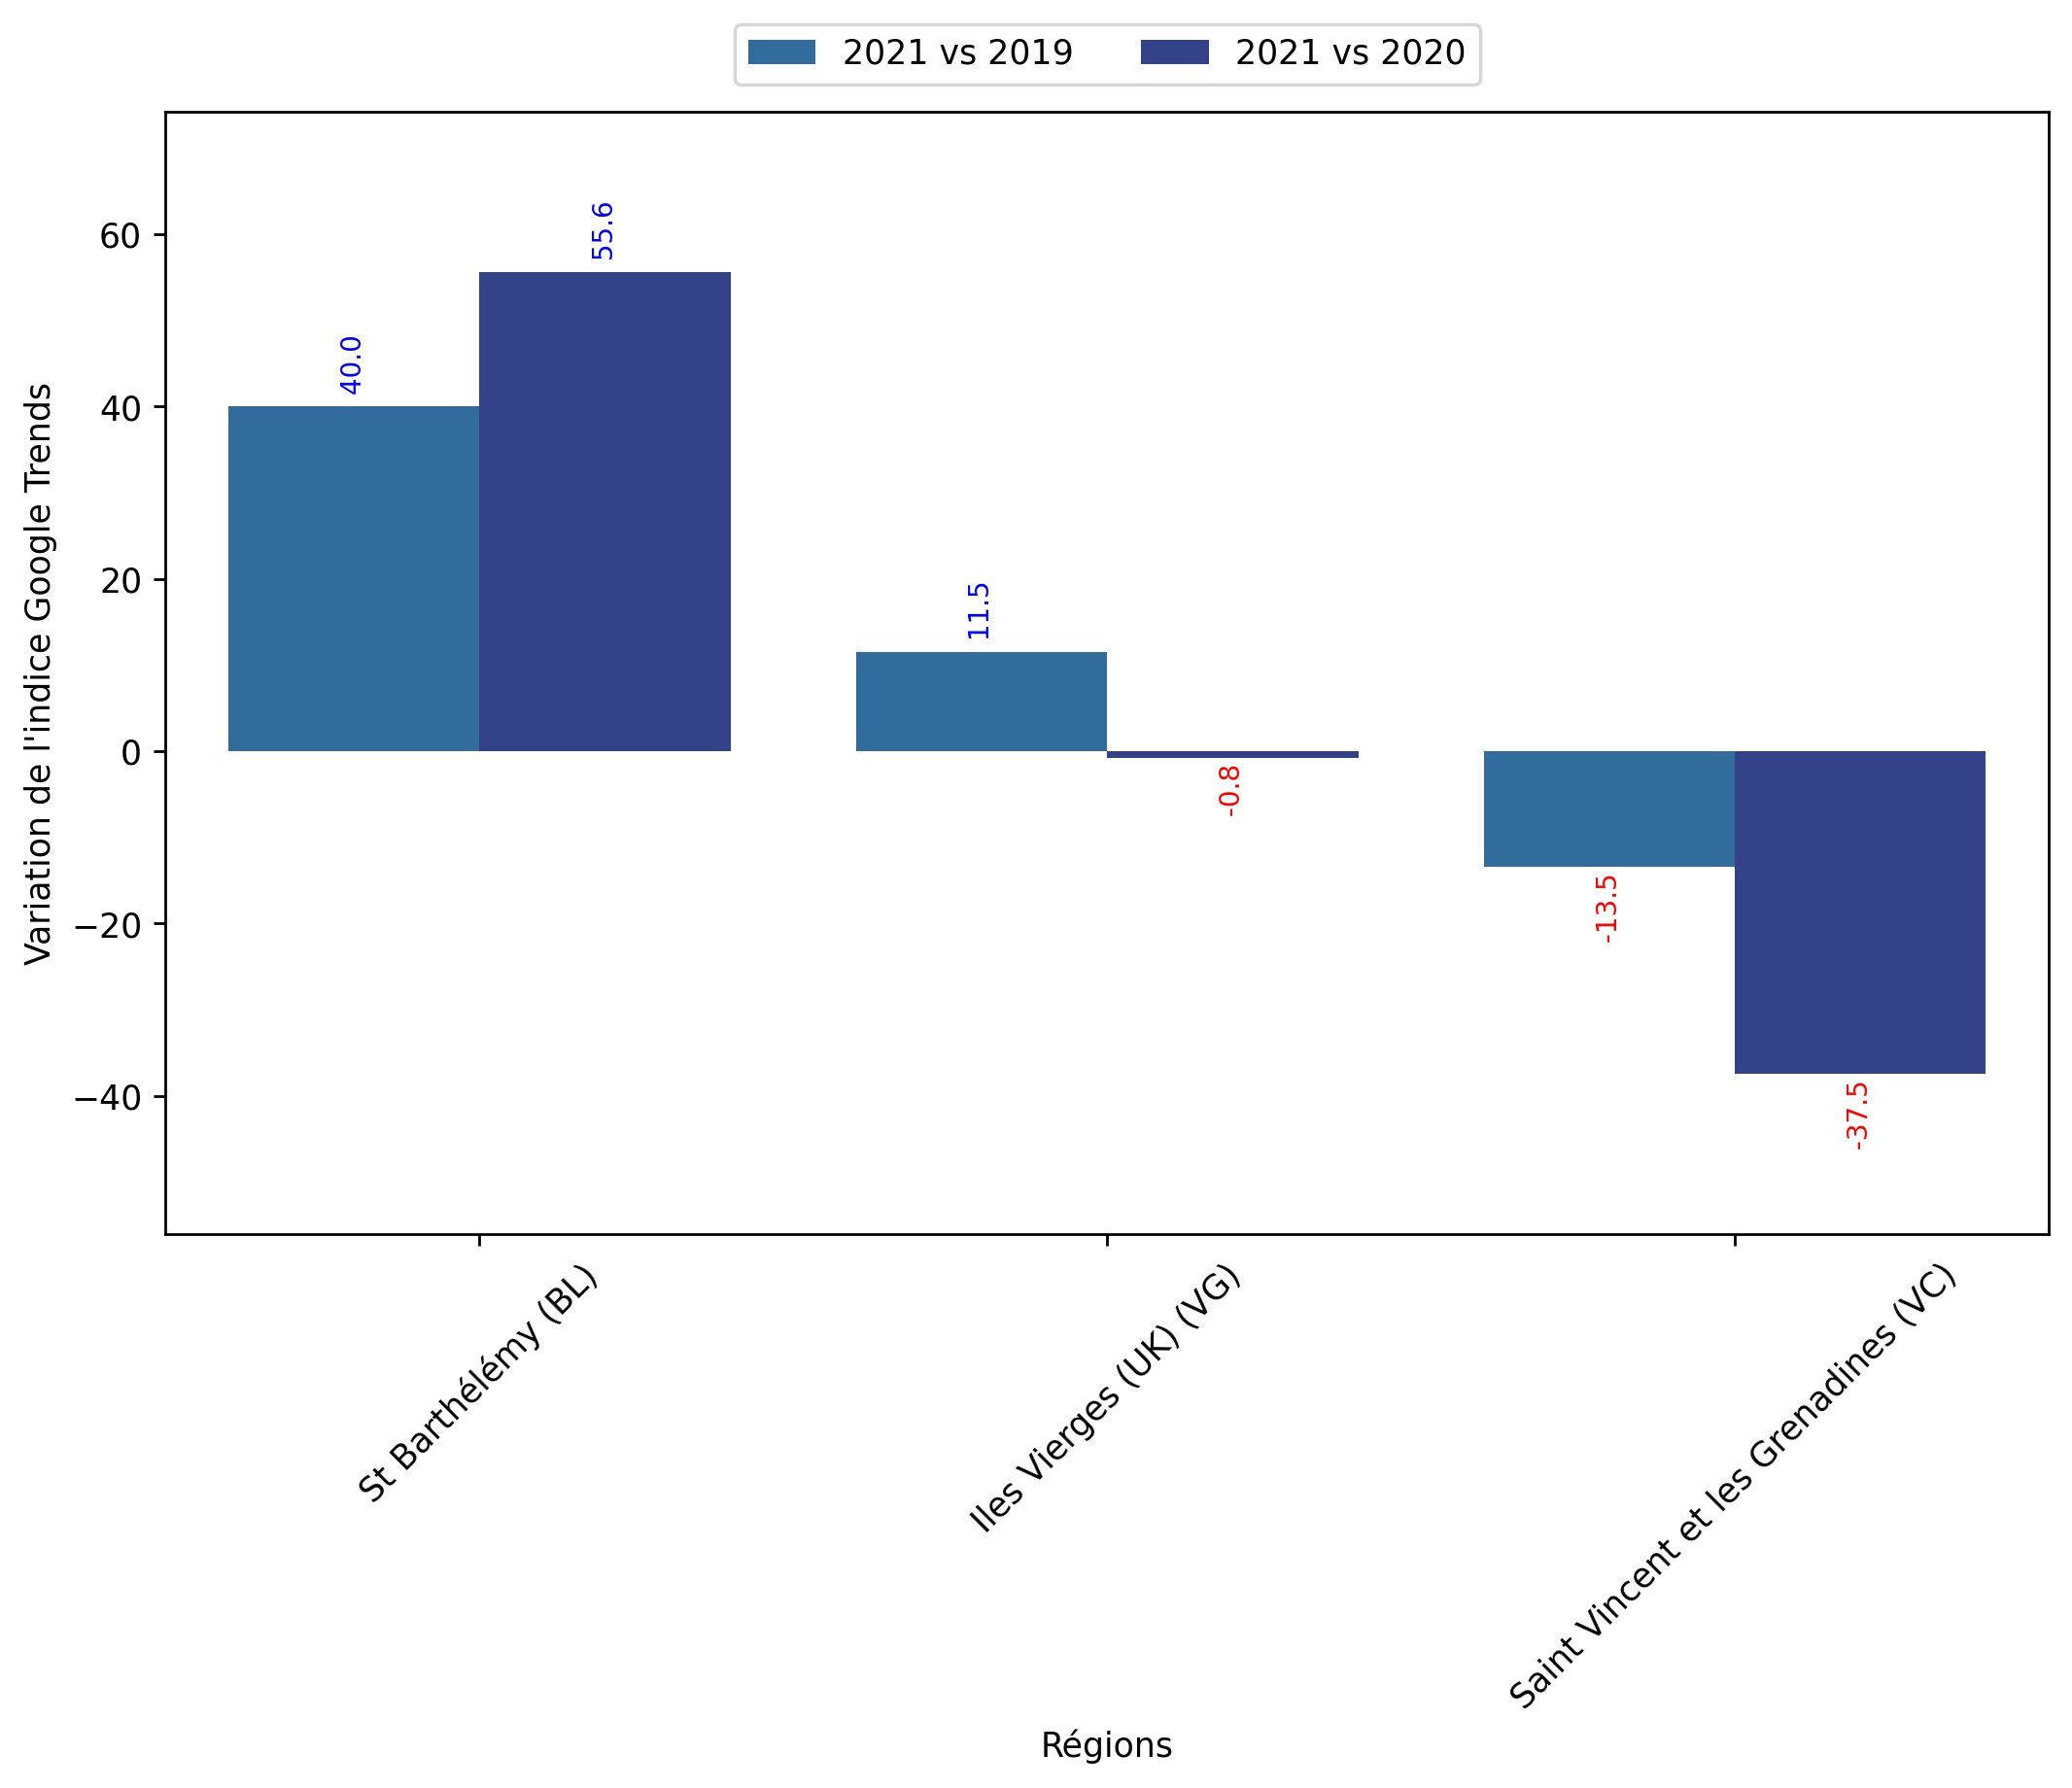 2021 vs 2019
2021 vs 2020
Variation de l'indice Google Trends
60
40
20
0
−20
−40
40.0
55.6
11.5
-0.8
-13.5
-37.5
St Barthélémy (BL)
Iles Vierges (UK) (VG)
Saint Vincent et les Grenadines (VC)
Régions